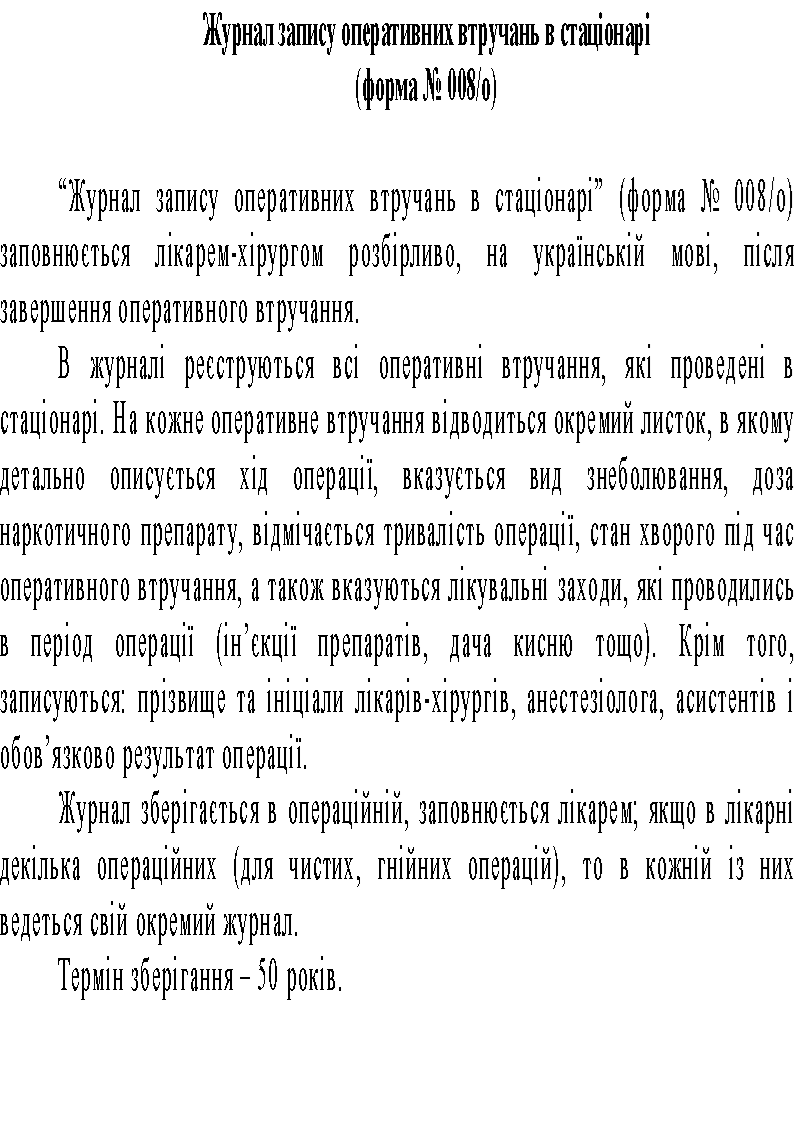 Журнал запису оперативних втручань в стаціонарі
(форма № 008/о)
“Журнал запису оперативних втручань в стаціонарі” (форма № 008/о)
заповнюється лікарем-хірургом розбірливо, на українській мові, після
завершення оперативного втручання.
В журналі реєструються всі оперативні втручання, які проведені в
стаціонарі. На кожне оперативне втручання відводиться окремий листок, в якому
детально описується хід операції, вказується вид знеболювання, доза
наркотичного препарату, відмічається тривалість операції, стан хворого під час
оперативного втручання, а також вказуються лікувальні заходи, які проводились
в період операції (ін’єкції препаратів, дача кисню тощо). Крім того,
записуються: прізвище та ініціали лікарів-хірургів, анестезіолога, асистентів і
обов’язково результат операції.
Журнал зберігається в операційній, заповнюється лікарем; якщо в лікарні
декілька операційних (для чистих, гнійних операцій), то в кожній із них
ведеться свій окремий журнал.
Термін зберігання – 50 років.